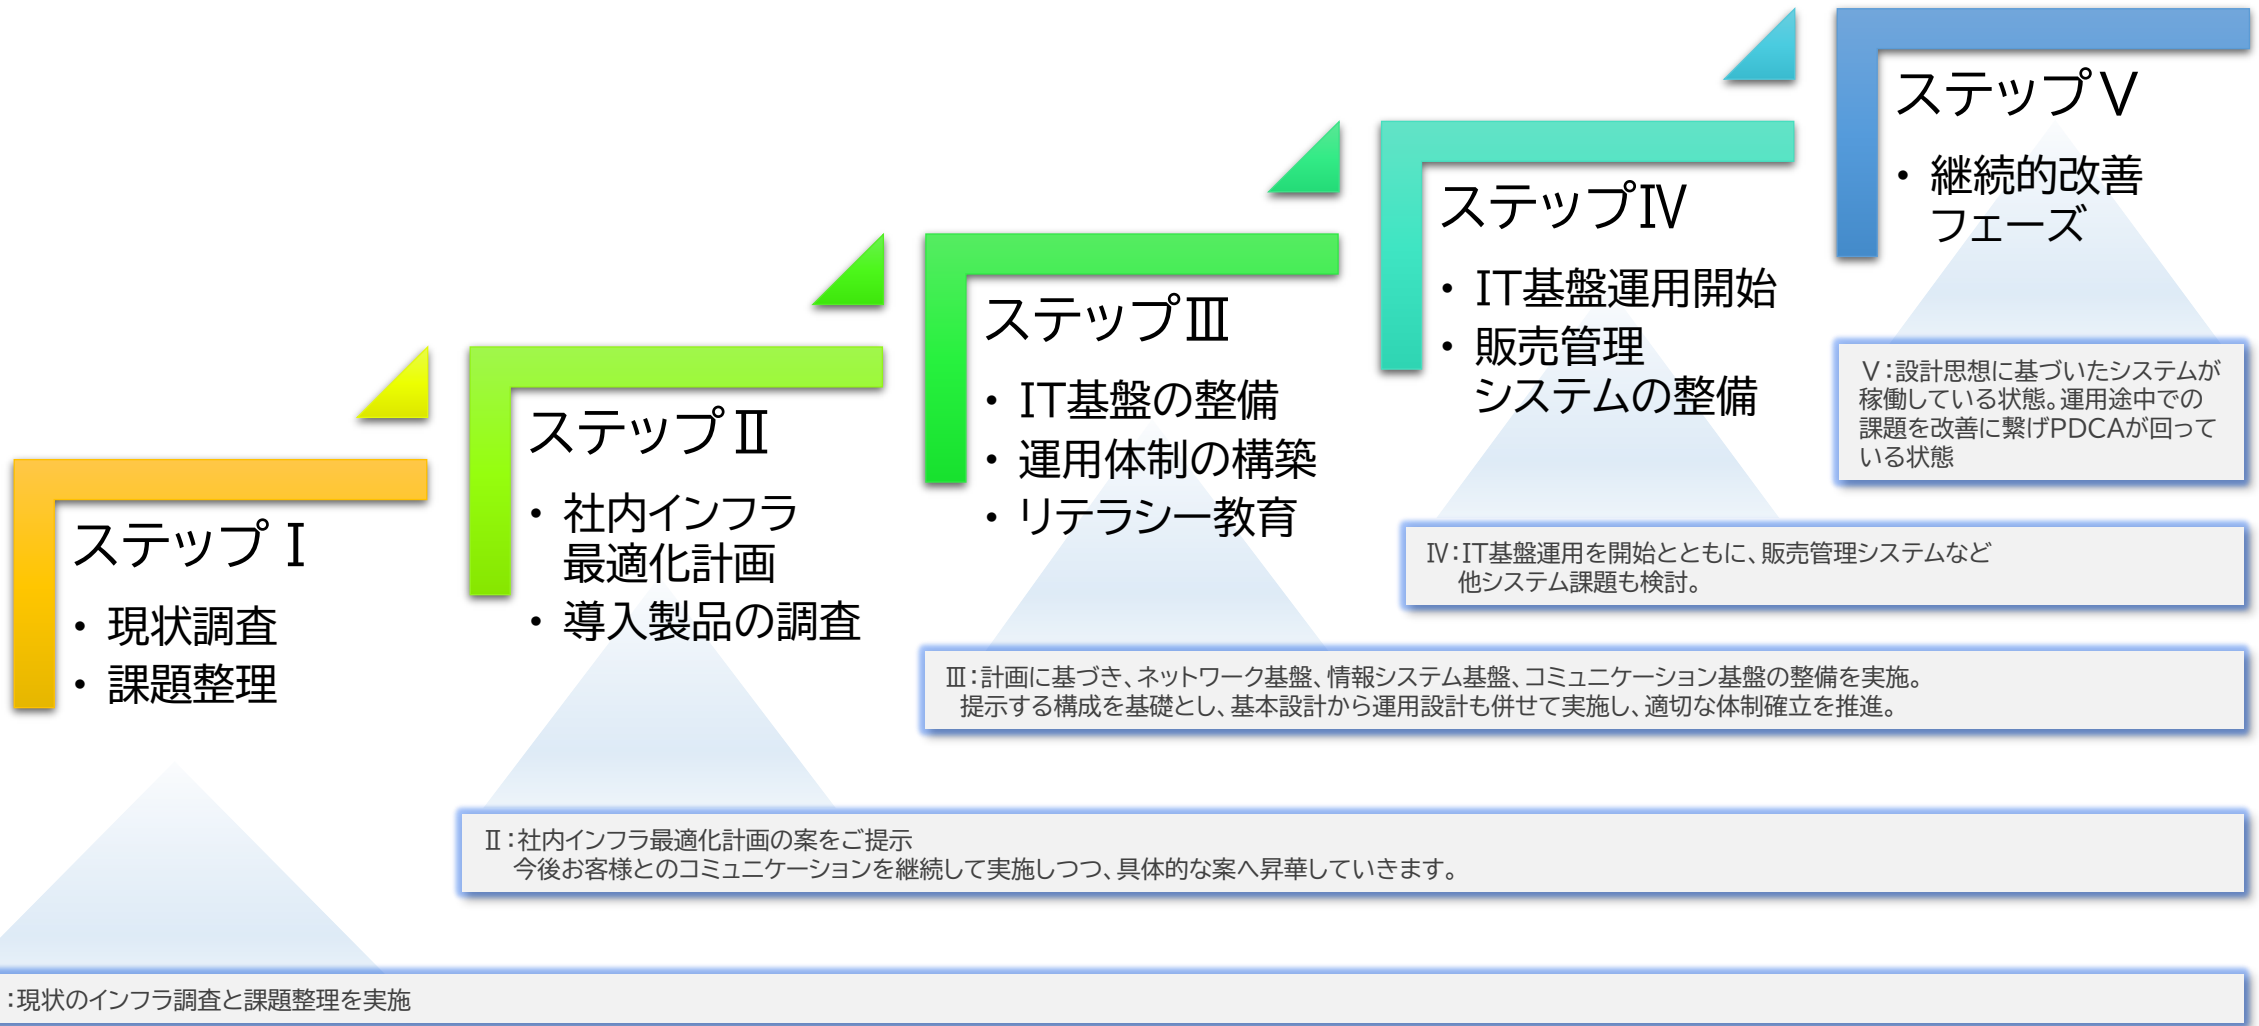 ステップⅠ
・現状調査
・課題整理
ステップⅡ
・社内インフラ
最適化計画
・導入製品の調査
ステップⅢ
・IT基盤の整備
・運用体制の構築
・リテラシー教育
ステップⅣ
・IT基盤運用開始
・販売管理
システムの整備
ステップⅤ
・継続的改善
フェーズ
Ⅴ：設計思想に基づいたシステムが
稼働している状態。運用途中での
課題を改善に繋げPDCAが回って
いる状態
Ⅳ：IT基盤運用を開始とともに、販売管理システムなど
他システム課題も検討。
Ⅲ：計画に基づき、ネットワーク基盤、情報システム基盤、コミュニケーション基盤の整備を実施。
提示する構成を基礎とし、基本設計から運用設計も併せて実施し、適切な体制確立を推進。
Ⅱ：社内インフラ最適化計画の案をご提示
今後お客様とのコミュニケーションを継続して実施しつつ、具体的な案へ昇華していきます。
：現状のインフラ調査と課題整理を実施